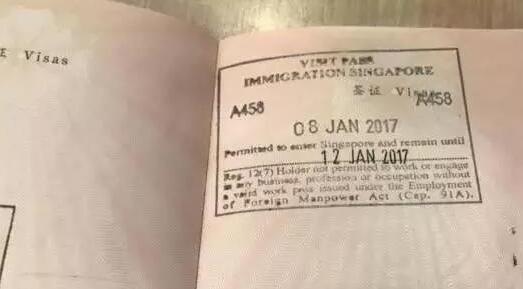 证 Visas
VISIT PASS
IMMIGRATION SINGAPORE
签证 Visas
A458
A458
08 JAN 2017
Permitted to enter Singapore and remain until
12 JAN 2017
Reg. 12(7) Holder not permitted to work or engage
in any business, profession or occupation without
a valid work pass issued under the Employment
of Foreign Manpower Act (Cap. 91A).